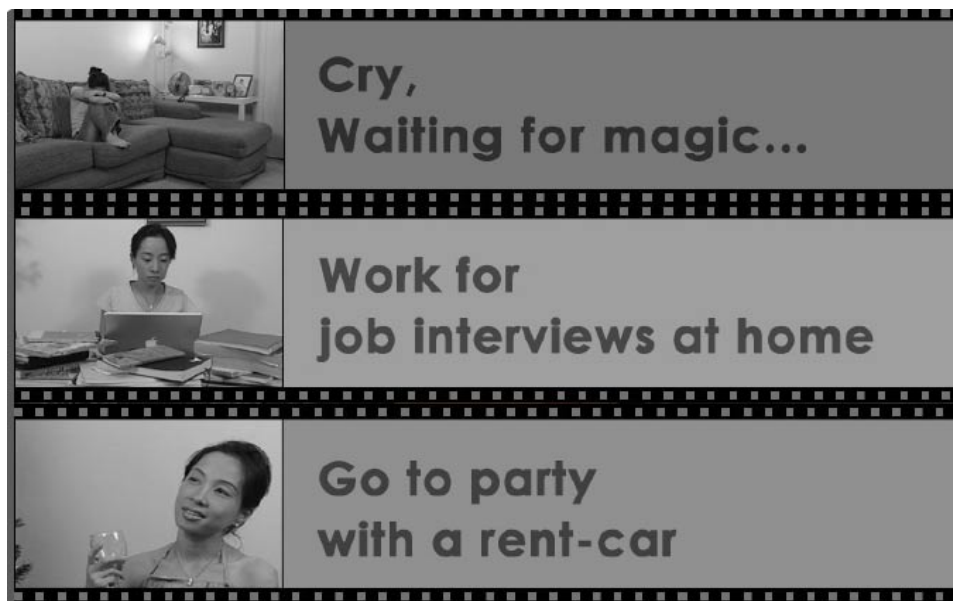 Cry,
Waiting for magic...
Work for
job interviews at home
Go to party
with a rent-car